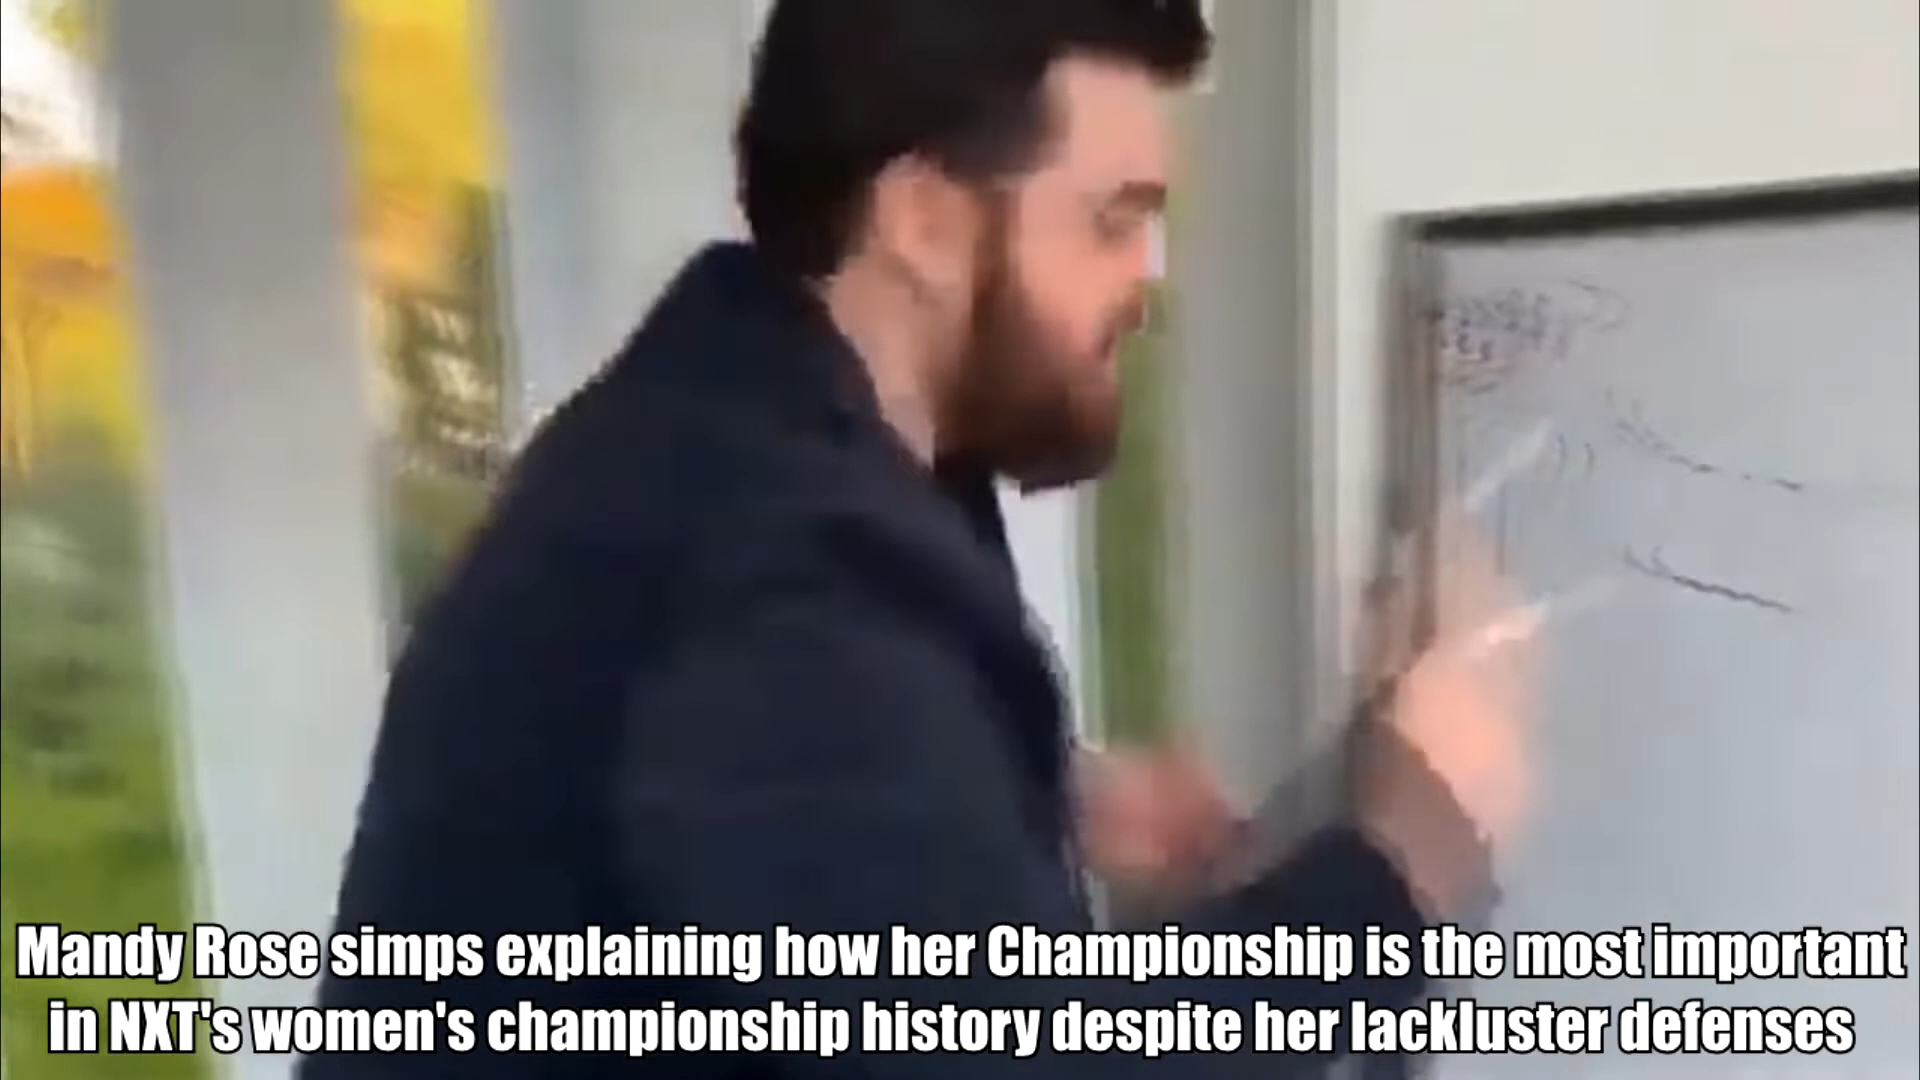 Mandy Rose simps explaining how her Championship is the most important
in NXT's women's championship history despite her lackluster defenses